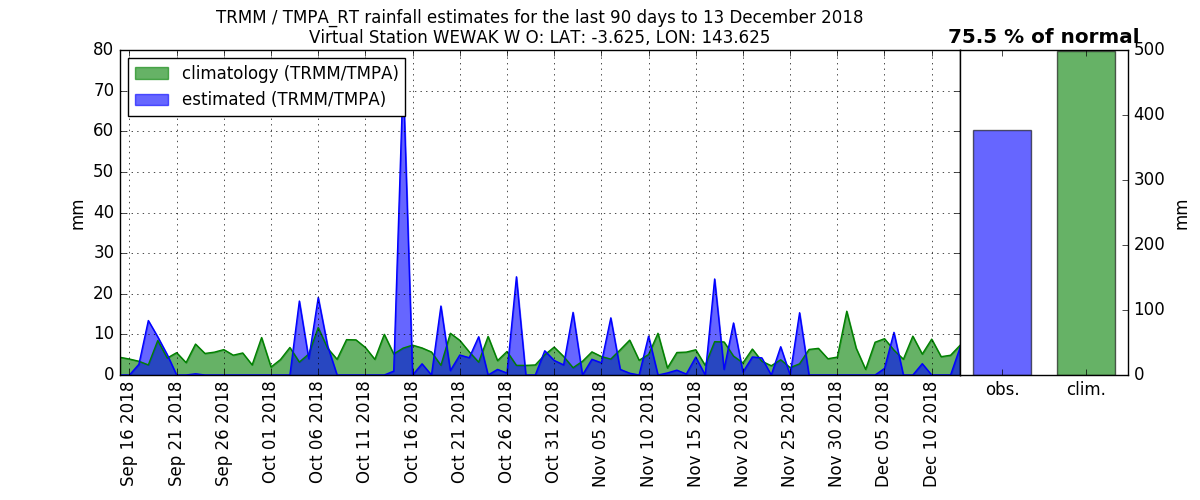 TRMM / TMPA_RT rainfall estimates for the last 90 days to 13 December 2018
Virtual Station WEWAK W O: LAT: -3.625, LON: 143.625
75.5 % of normal
climatology (TRMM/TMPA)
estimated (TRMM/TMPA)
80
70
60
50
40
30
20
10
0
mm
Sep 16 2018
Sep 21 2018
Sep 26 2018
Oct 01 2018
Oct 06 2018
Oct 11 2018
Oct 16 2018
Oct 21 2018
Oct 26 2018
Oct 31 2018
Nov 05 2018
Nov 10 2018
Nov 15 2018
Nov 20 2018
Nov 25 2018
Nov 30 2018
Dec 05 2018
Dec 10 2018
500
400
300
200
100
0
mm
obs.
clim.